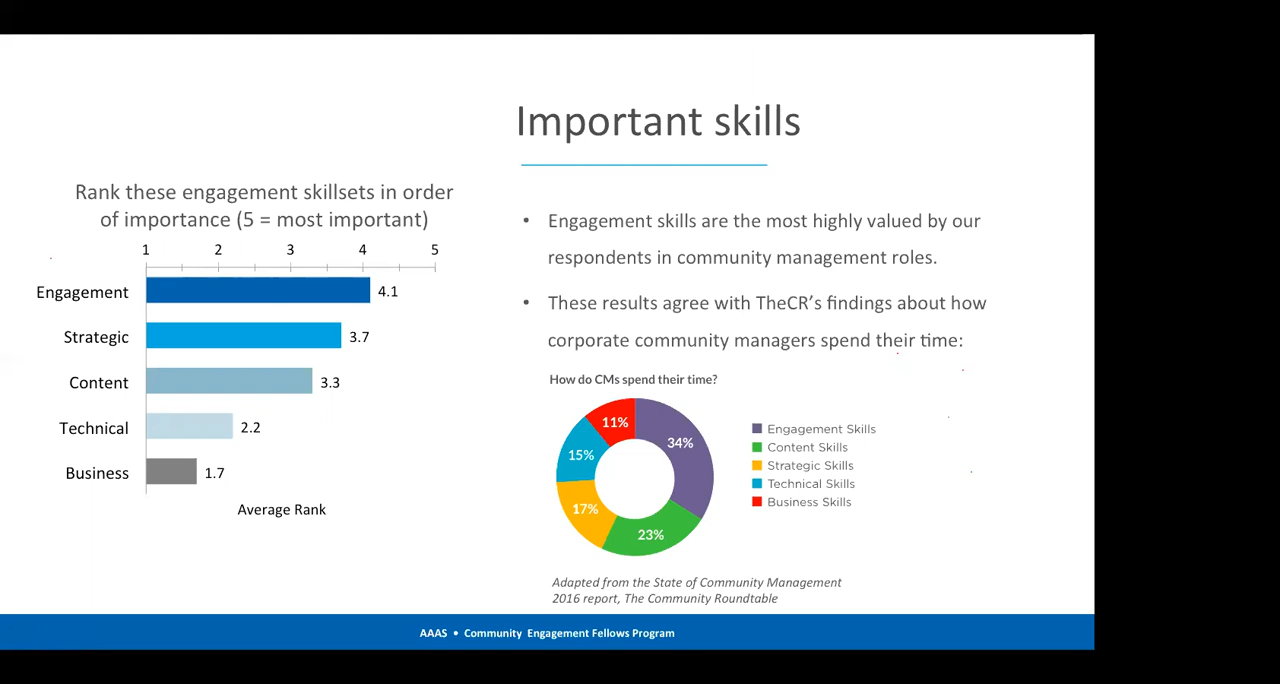 Important skills
Rank these engagement skillsets in order
of importance (5 = most important)
1 2 3 4 5
Engagement 4.1
Strategic 3.7
Content 3.3
Technical 2.2
Business 1.7
Average Rank
• Engagement skills are the most highly valued by our
respondents in community management roles.
• These results agree with TheCR's findings about how
corporate community managers spend their time:
How do CMs spend their time?
11%
34%
15%
17%
23%
Engagement Skills
Content Skills
Strategic Skills
Technical Skills
Business Skills
Adapted from the State of Community Management
2016 report, The Community Roundtable
AAAS • Community Engagement Fellows Program